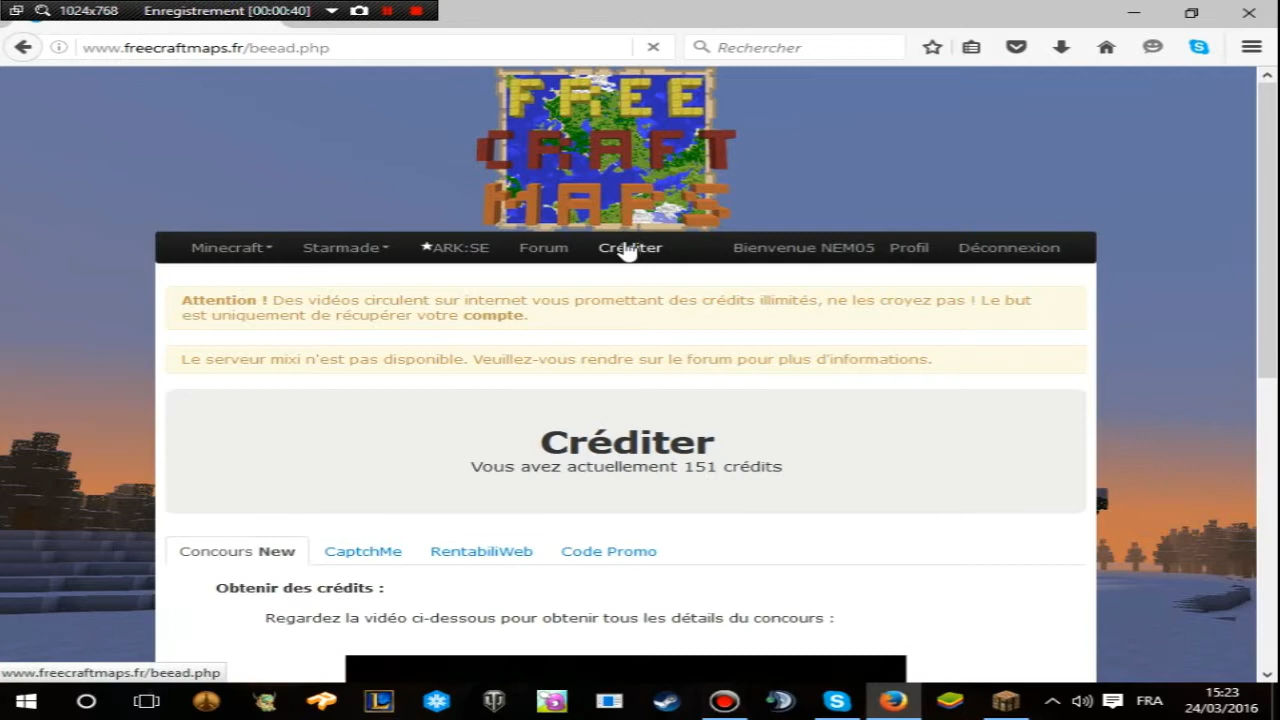 1024x768 Enregistrement [00:00:40]
www.freecraftmaps.fr/beead.php Rechercher
FREE
CRAFT
MAPS
Minecraft Starmade ★ARK:SE Forum Créditer Bienvenue NEM05 Profil Déconnexion
Attention ! Des vidéos circulent sur internet vous promettant des crédits illimités, ne les croyez pas ! Le but
est uniquement de récupérer votre compte.
Le serveur mixi n'est pas disponible. Veuillez-vous rendre sur le forum pour plus d'informations.
Créditer
Vous avez actuellement 151 crédits
Concours New CaptchMe RentabiliWeb Code Promo
Obtenir des crédits :
Regardez la vidéo ci-dessous pour obtenir tous les détails du concours :
www.freecraftmaps.fr/beead.php
FRA
15:23
24/03/2016